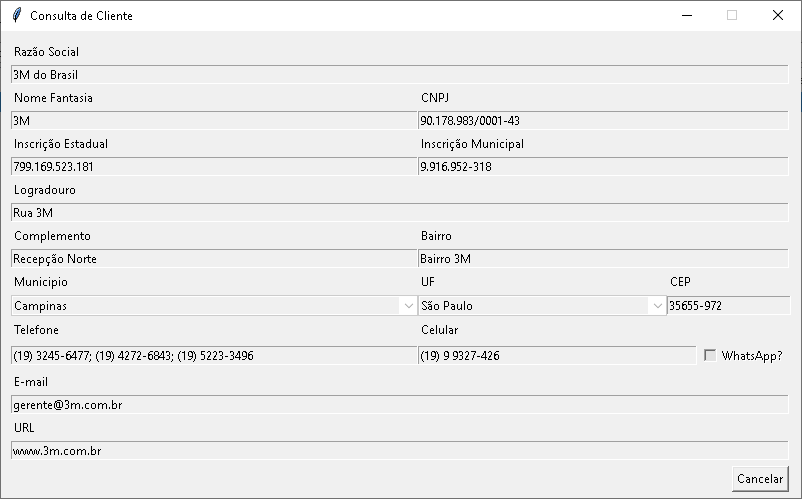 Consulta de Cliente
Razão Social
3M do Brasil
Nome Fantasia CNPJ
3M 90.178.983/0001-43
Inscrição Estadual Inscrição Municipal
799.169.523.181 9.916.952-318
Logradouro
Rua 3M
Complemento Bairro
Recepção Norte Bairro 3M
Municipio UF CEP
Campinas São Paulo 35655-972
Telefone Celular
(19) 3245-6477; (19) 4272-6843; (19) 5223-3496 (19) 9 9327-426 WhatsApp?
E-mail
gerente@3m.com.br
URL
www.3m.com.br
Cancelar